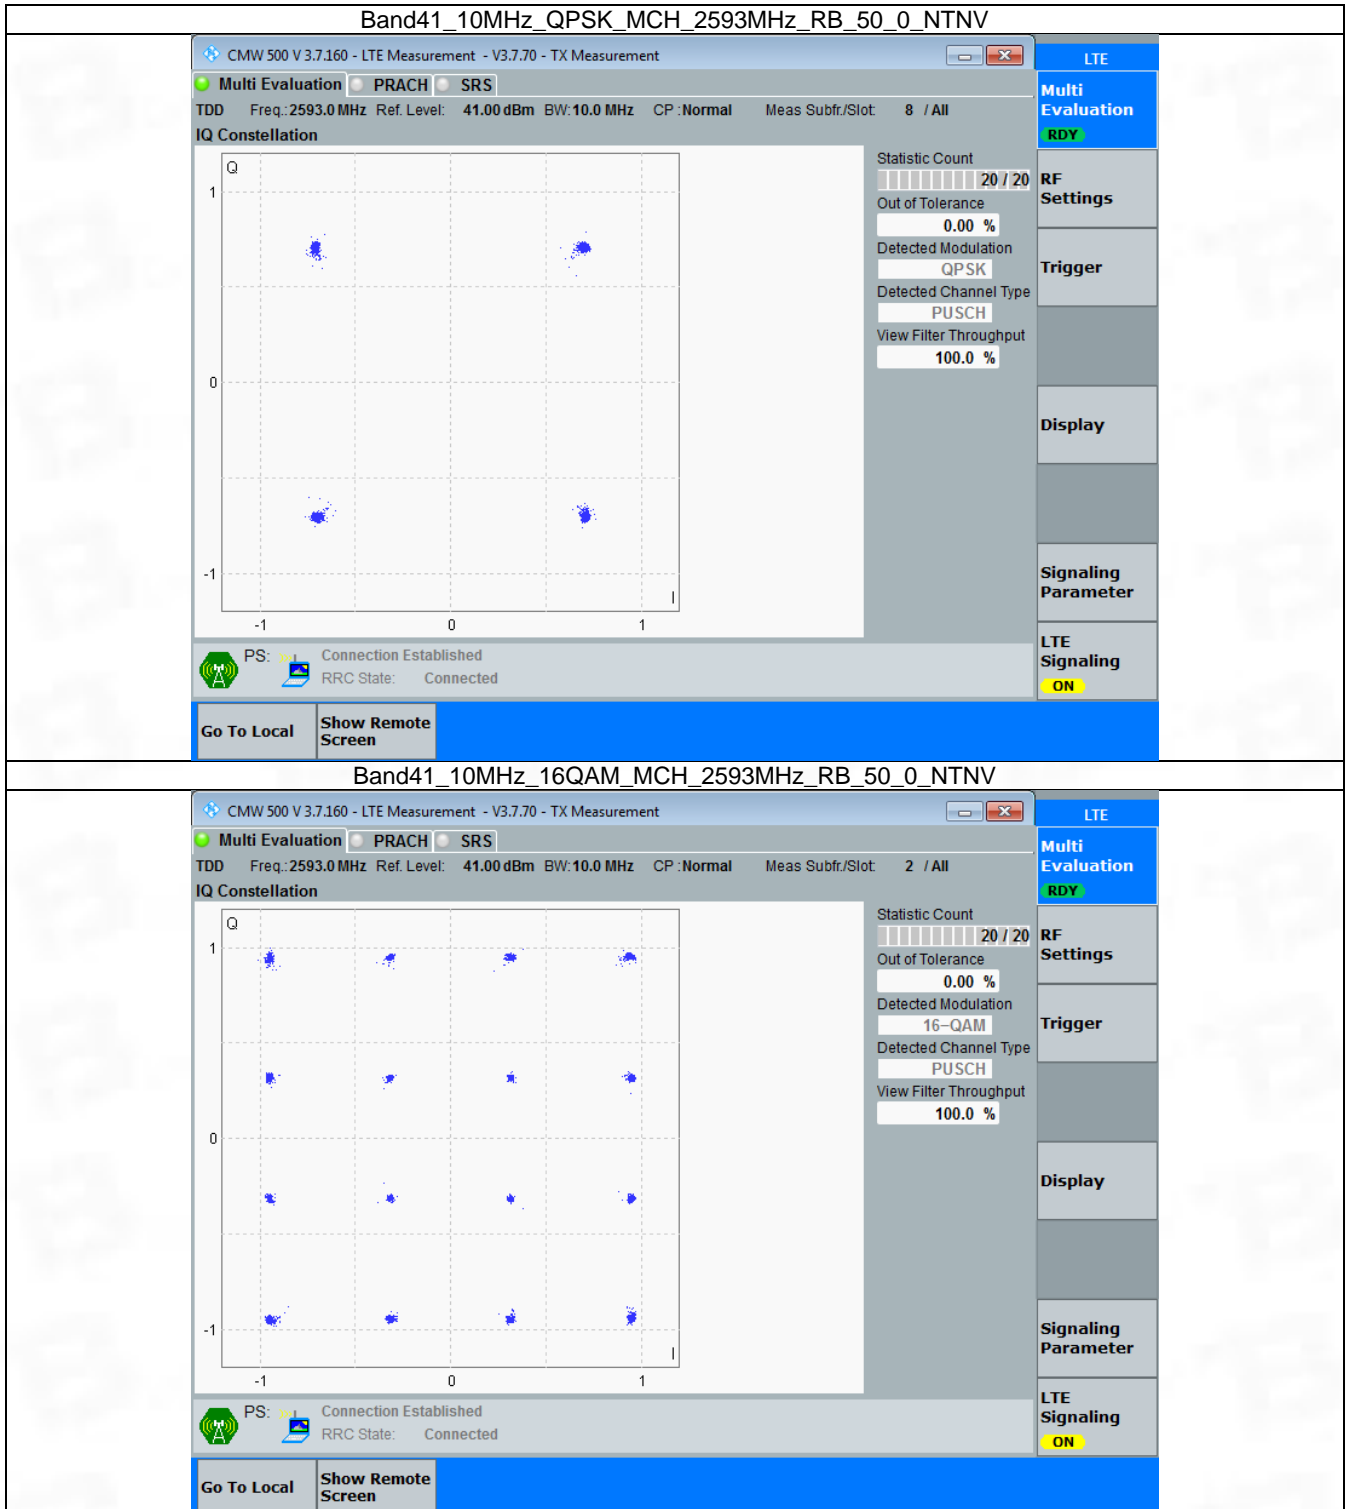 Band41_10MHz_QPSK_MCH_2593MHz_RB_50_0_NTNV
CMW 500 V 3.7.160 - LTE Measurement - V3.7.70 - TX Measurement
LTE
Multi Evaluation PRACH SRS
Multi
Evaluation
RDY
TDD Freq.: 2593.0 MHz Ref. Level: 41.00 dBm BW: 10.0 MHz CP : Normal Meas Subfr./Slot: 8 / All
IQ Constellation
Q
1
0
-1
I
-1 0 1
Statistic Count
20 / 20
Out of Tolerance
0.00 %
Detected Modulation
QPSK
Detected Channel Type
PUSCH
View Filter Throughput
100.0 %
RF
Settings
Trigger
Display
Signaling
Parameter
LTE
Signaling
ON
PS:
Connection Established
RRC State: Connected
Go To Local
Show Remote
Screen
Band41_10MHz_16QAM_MCH_2593MHz_RB_50_0_NTNV
CMW 500 V 3.7.160 - LTE Measurement - V3.7.70 - TX Measurement
LTE
Multi Evaluation PRACH SRS
Multi
Evaluation
RDY
TDD Freq.: 2593.0 MHz Ref. Level: 41.00 dBm BW: 10.0 MHz CP : Normal Meas Subfr./Slot: 2 / All
IQ Constellation
Q
1
0
-1
I
-1 0 1
Statistic Count
20 / 20
Out of Tolerance
0.00 %
Detected Modulation
16-QAM
Detected Channel Type
PUSCH
View Filter Throughput
100.0 %
RF
Settings
Trigger
Display
Signaling
Parameter
LTE
Signaling
ON
PS:
Connection Established
RRC State: Connected
Go To Local
Show Remote
Screen